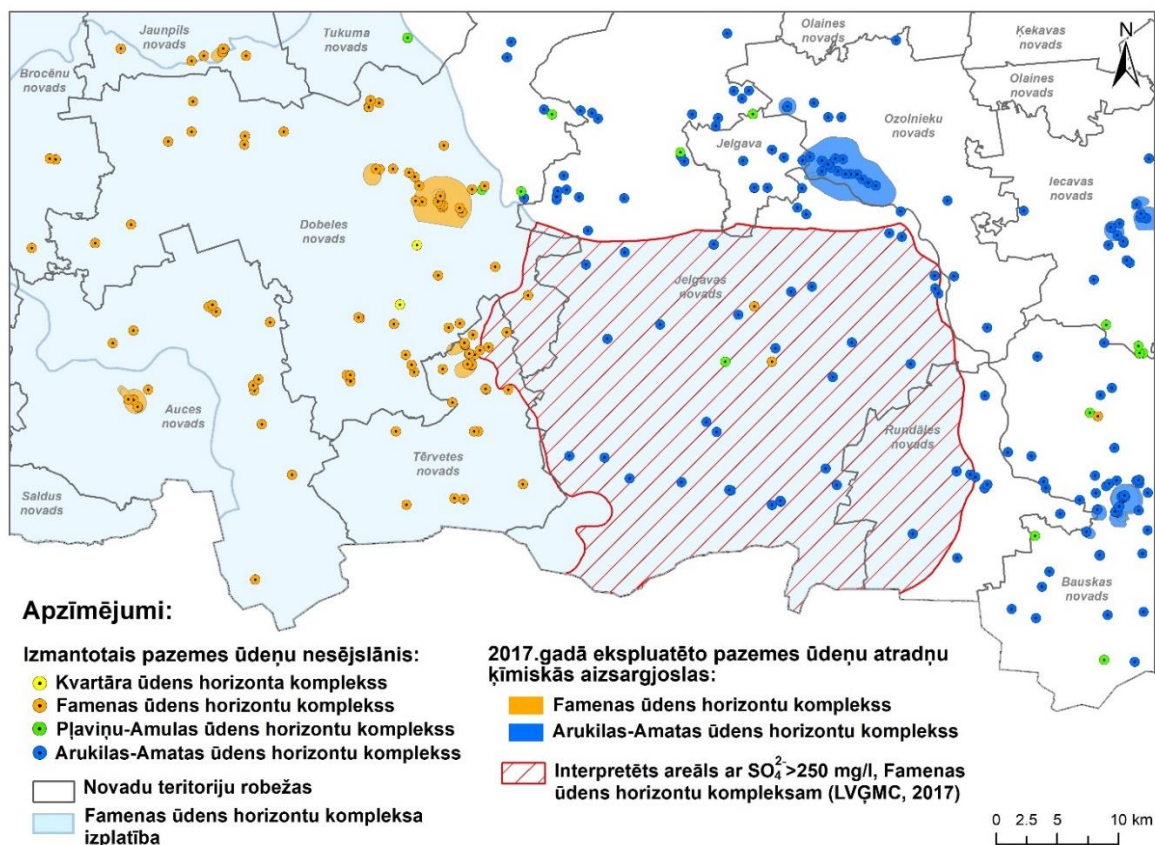 Jaunpils
novads
Tukuma
novads
Olaines
novads
Ķekavas
novads
N
Brocēnu
novads
Olaines
novads
Ozolnieku
novads
Jelgava
Iecavas
novads
Dobeles
novads
Jelgavas
novads
Auces
novads
Rundāles
novads
Tērvetes
novads
Saldus
novads
Bauskas
novads
Apzīmējumi:
Izmantotais pazemes ūdeņu nesējslānis:
Kvartāra ūdens horizonta komplekss
Famenas ūdens horizontu komplekss
Pļaviņu-Amulas ūdens horizontu komplekss
Arukilas-Amatas ūdens horizontu komplekss
Novadu teritoriju robežas
Famenas ūdens horizontu kompleksa
izplatība
2017.gadā ekspluatēto pazemes ūdeņu atradņu
ķīmiskās aizsargjoslas:
Famenas ūdens horizontu komplekss
Arukilas-Amatas ūdens horizontu komplekss
Interpretēts areāls ar SO₄²⁻>250 mg/l, Famenas
ūdens horizontu kompleksam (LVĢMC, 2017)
0 2.5 5 10 km